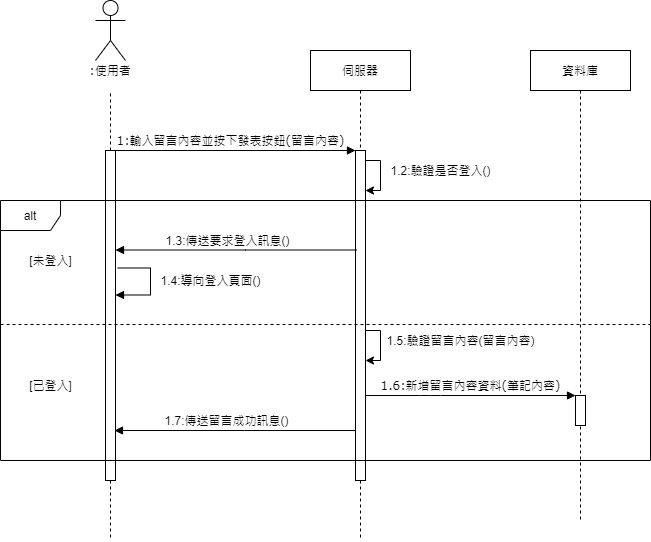 :使用者
伺服器
資料庫
1:輸入留言內容並按下發表按鈕(留言內容)
1.2:驗證是否登入()
alt
1.3:傳送要求登入訊息()
[未登入]
1.4:導向登入頁面()
1.5:驗證留言內容(留言內容)
[已登入]
1.6:新增留言內容資料(筆記內容)
1.7:傳送留言成功訊息()